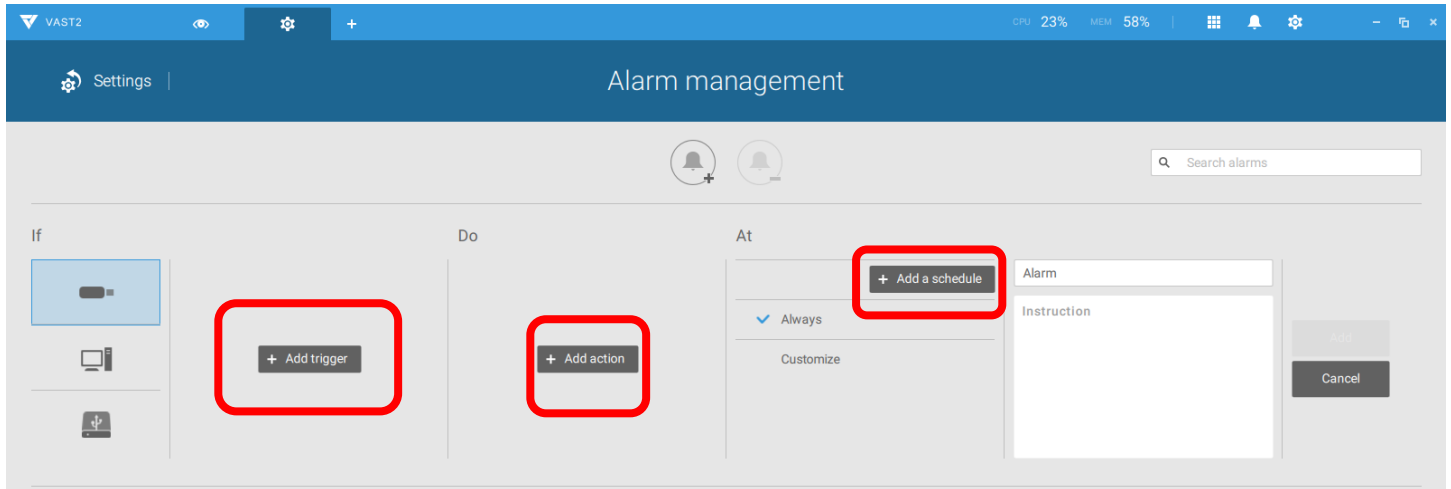 VAST2
CPU 23% MEM 58%
Settings
Alarm management
Search alarms
If
Do
At
+ Add trigger
+ Add action
+ Add a schedule
Always
Customize
Alarm
Instruction
Add
Cancel